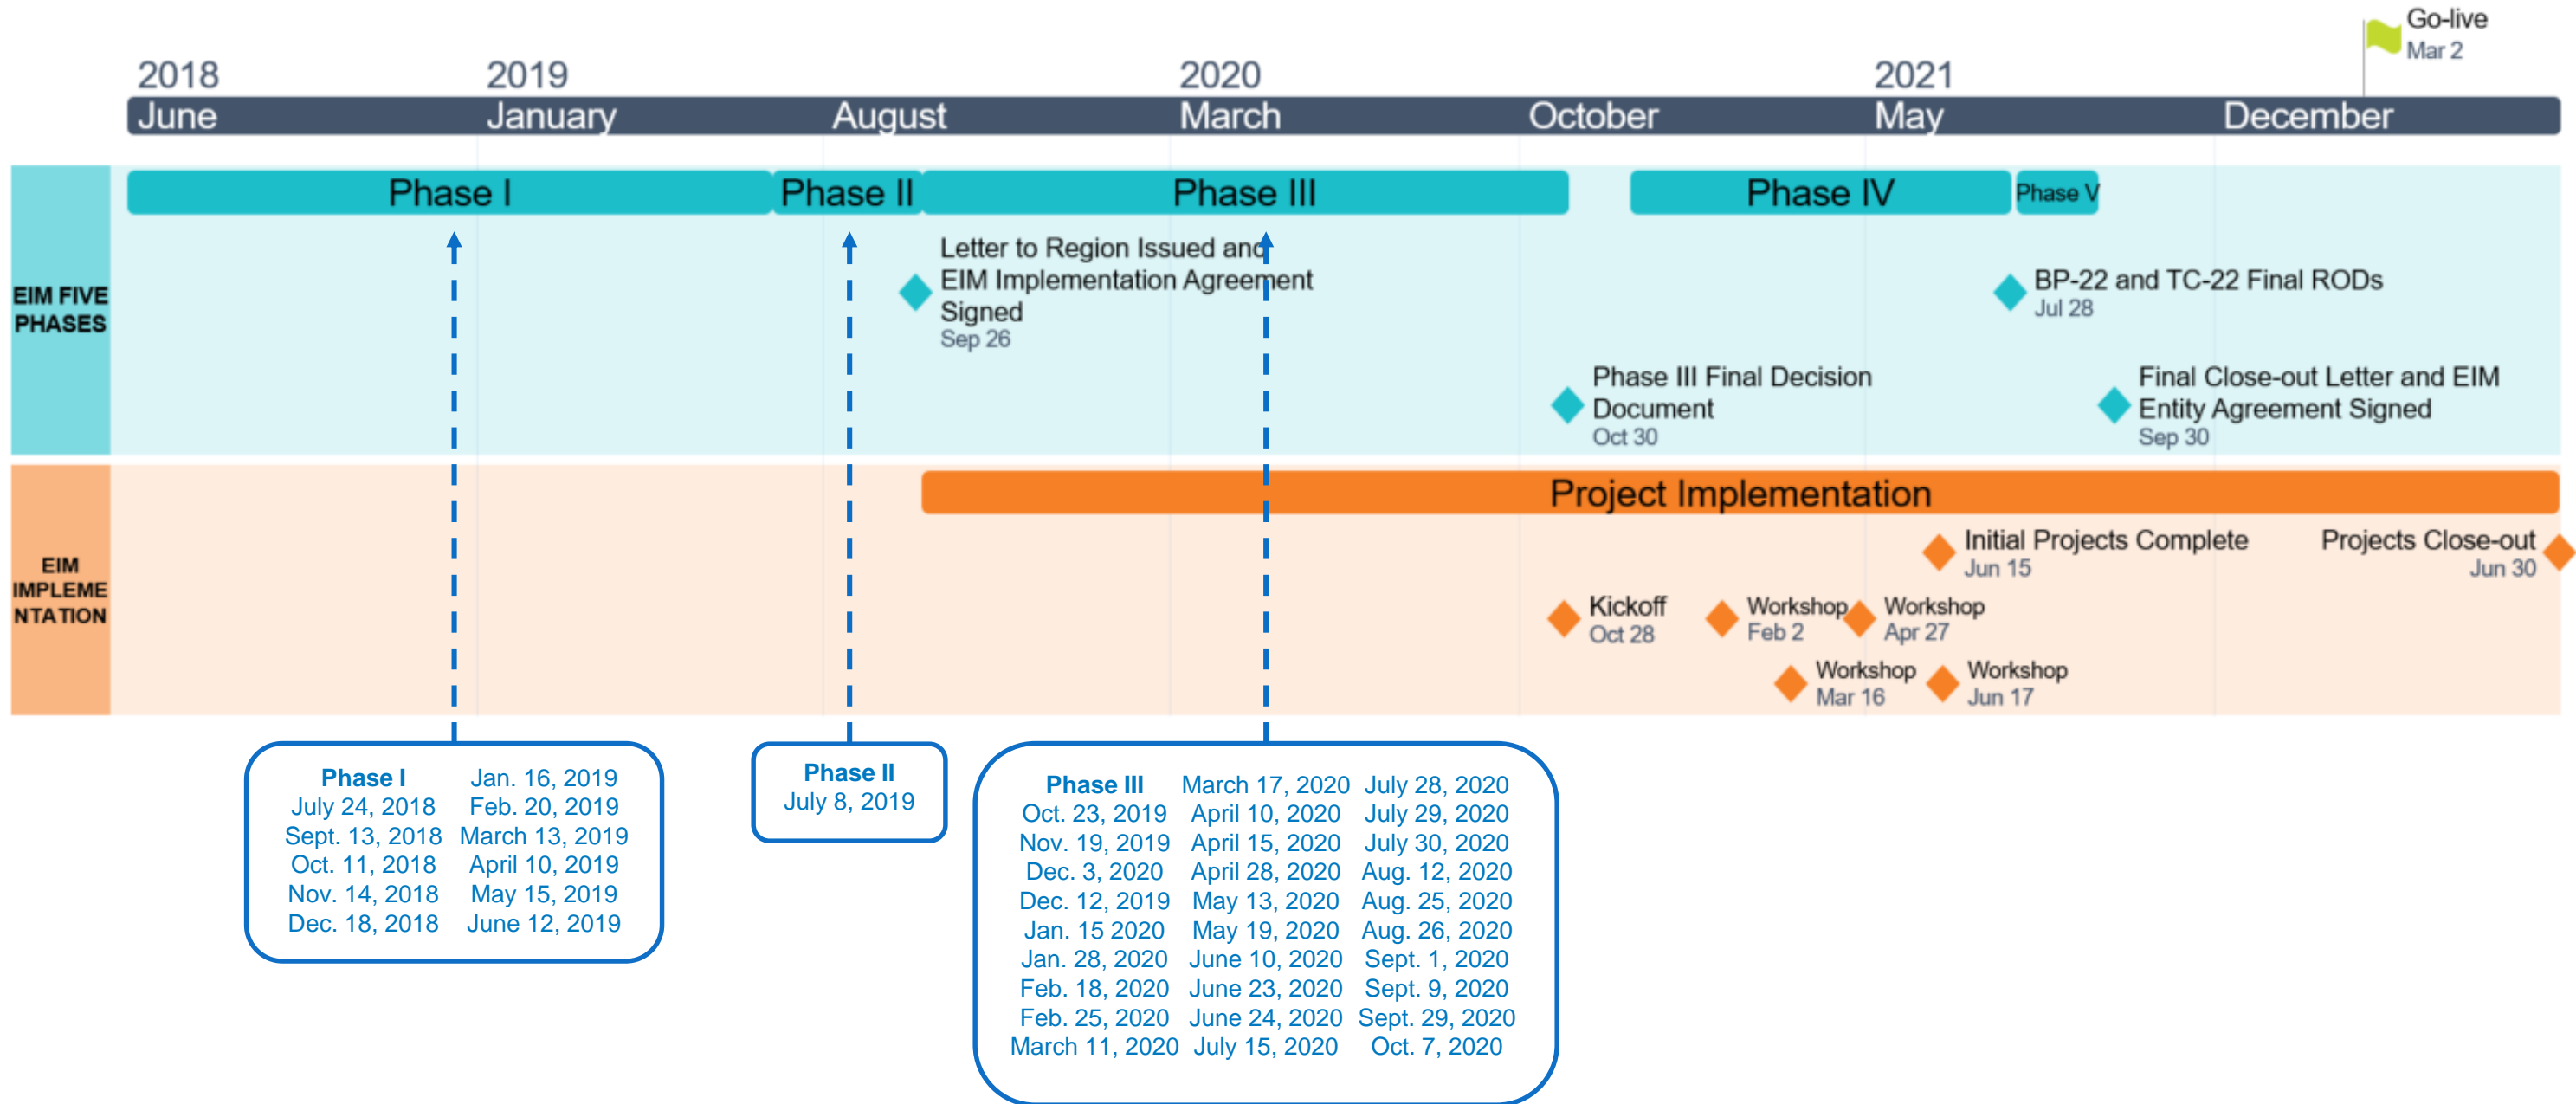 Go-live
Mar 2
2018
2019
2020
2021
June
January
August
March
October
May
December
EIM FIVE
PHASES
Phase I
Phase II
Phase III
Phase IV
Phase V
Letter to Region Issued and
EIM Implementation Agreement
Signed
Sep 26
BP-22 and TC-22 Final RODs
Jul 28
Phase III Final Decision
Document
Oct 30
Final Close-out Letter and EIM
Entity Agreement Signed
Sep 30
EIM
IMPLEME
NTATION
Project Implementation
Initial Projects Complete
Jun 15
Projects Close-out
Jun 30
Kickoff
Oct 28
Workshop
Feb 2
Workshop
Apr 27
Workshop
Mar 16
Workshop
Jun 17
Phase I
July 24, 2018
Sept. 13, 2018
Oct. 11, 2018
Nov. 14, 2018
Dec. 18, 2018
Jan. 16, 2019
Feb. 20, 2019
March 13, 2019
April 10, 2019
May 15, 2019
June 12, 2019
Phase II
July 8, 2019
Phase III
Oct. 23, 2019
Nov. 19, 2019
Dec. 3, 2020
Dec. 12, 2019
Jan. 15 2020
Jan. 28, 2020
Feb. 18, 2020
Feb. 25, 2020
March 11, 2020
March 17, 2020
April 10, 2020
April 15, 2020
April 28, 2020
May 13, 2020
May 19, 2020
June 10, 2020
June 23, 2020
June 24, 2020
July 15, 2020
July 28, 2020
July 29, 2020
July 30, 2020
Aug. 12, 2020
Aug. 25, 2020
Aug. 26, 2020
Sept. 1, 2020
Sept. 9, 2020
Sept. 29, 2020
Oct. 7, 2020